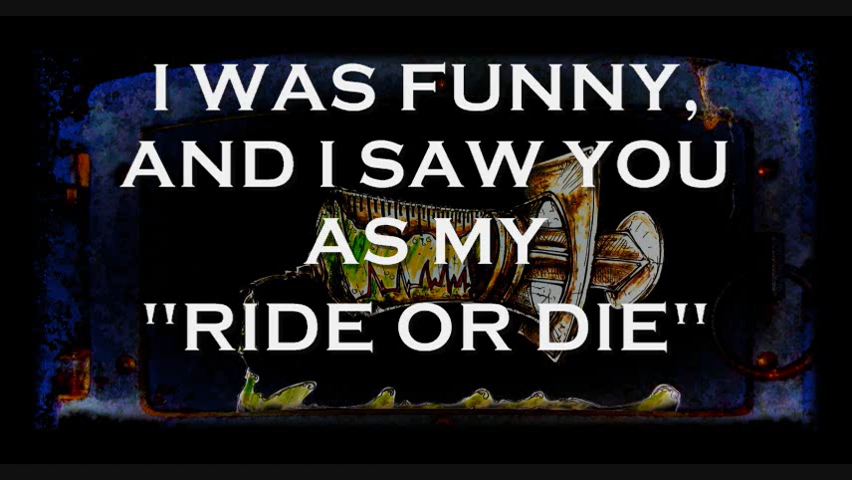 I WAS FUNNY,
AND I SAW YOU
AS MY
"RIDE OR DIE"